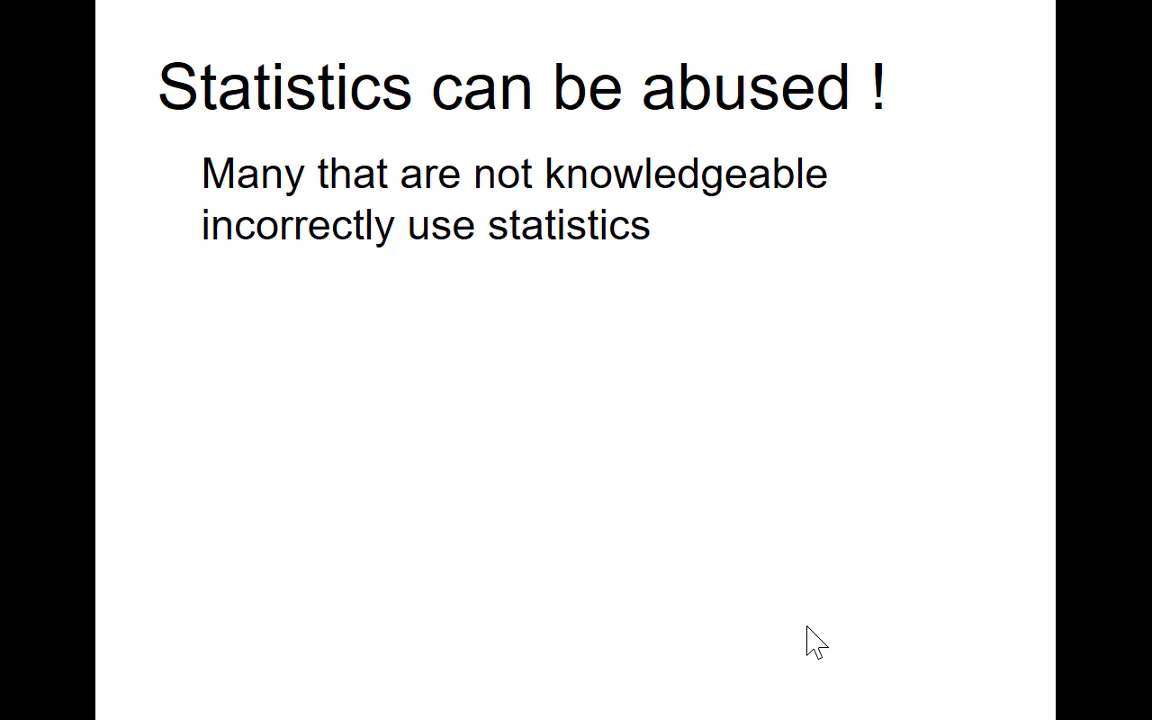 Statistics can be abused !
Many that are not knowledgeable
incorrectly use statistics